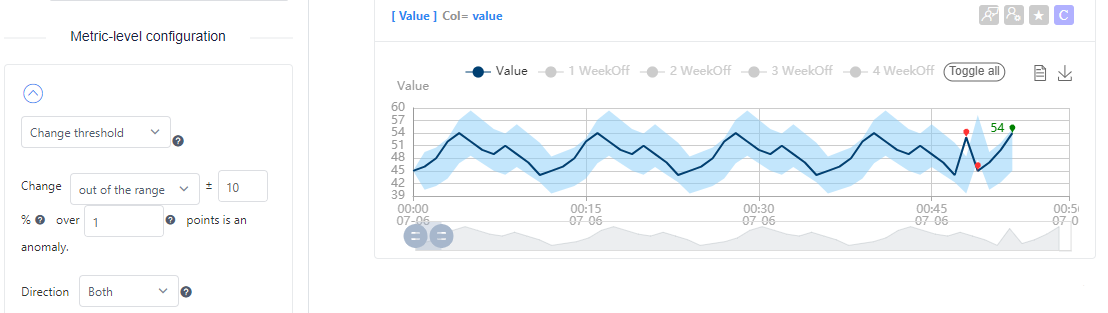 Metric-level configuration
Change threshold
Change out of the range ± 10
% over 1 points is an
anomaly.
Direction Both
[ Value ] Col= value
C
Value 1 WeekOff 2 WeekOff 3 WeekOff 4 WeekOff Toggle all
Value
60
57
54
51
48
45
42
39
54
00:00 00:15 00:30 00:45 00:5
07-06 07-06 07-06 07-06 07-0